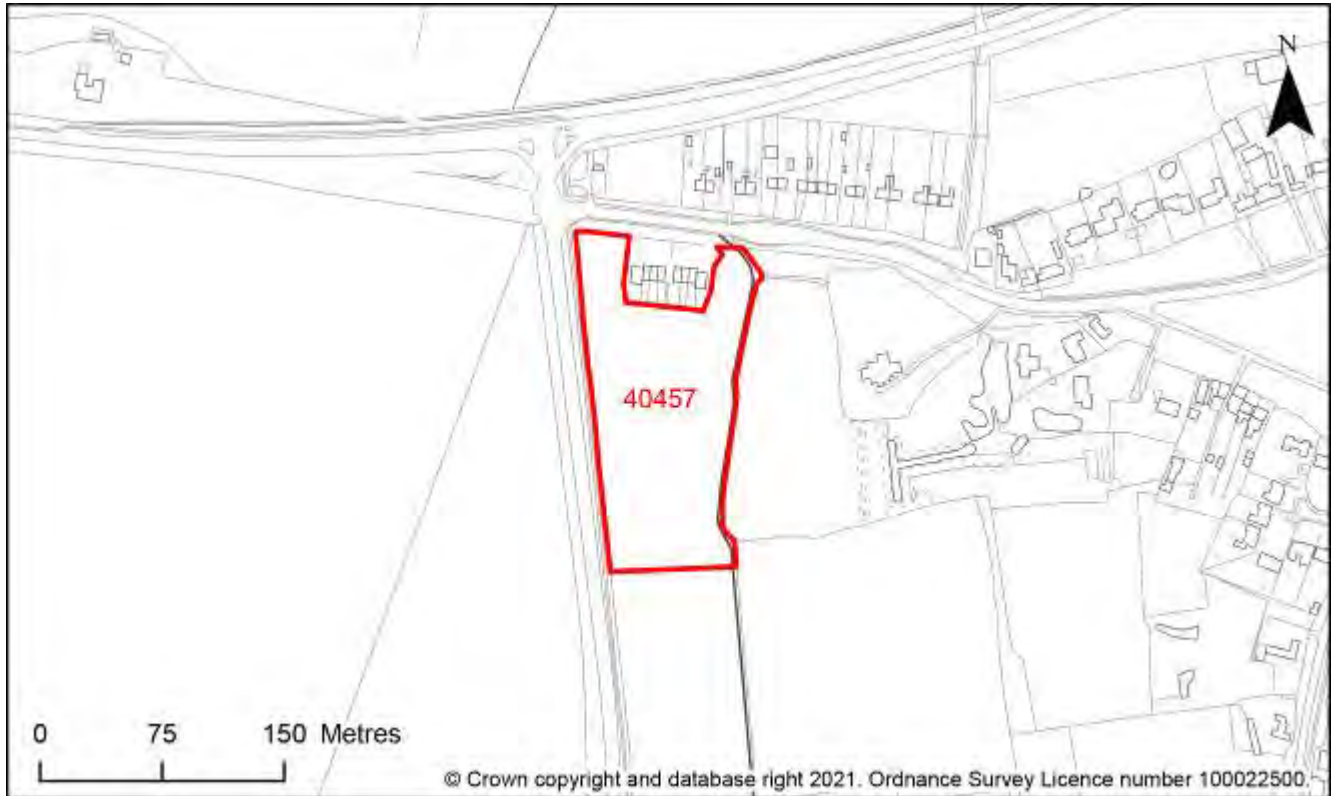 N
40457
0 75 150 Metres
© Crown copyright and database right 2021. Ordnance Survey Licence number 100022500.